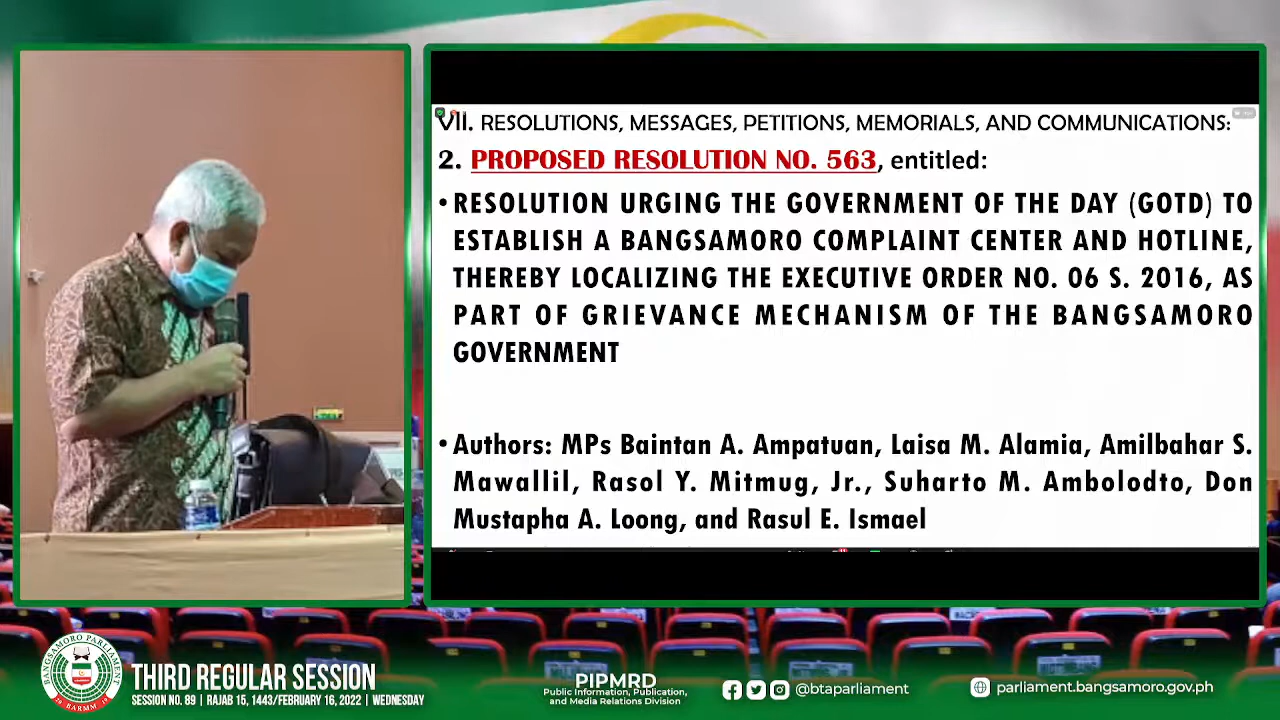 VII. RESOLUTIONS, MESSAGES, PETITIONS, MEMORIALS, AND COMMUNICATIONS:
2. PROPOSED RESOLUTION NO. 563, entitled:
• RESOLUTION URGING THE GOVERNMENT OF THE DAY (GOTD) TO
ESTABLISH A BANGSAMORO COMPLAINT CENTER AND HOTLINE,
THEREBY LOCALIZING THE EXECUTIVE ORDER NO. 06 S. 2016, AS
PART OF GRIEVANCE MECHANISM OF THE BANGSAMORO
GOVERNMENT
• Authors: MPs Baintan A. Ampatuan, Laisa M. Alamia, Amilbahar S.
Mawallil, Rasol Y. Mitmug, Jr., Suharto M. Ambolodto, Don
Mustapha A. Loong, and Rasul E. Ismael
BANGSAMORO PARLIAMENT
BARMM
THIRD REGULAR SESSION
SESSION NO. 89 | RAJAB 15, 1443/FEBRUARY 16, 2022 | WEDNESDAY
PIPMRD
Public Information, Publication,
and Media Relations Division
@btaparliament
parliament.bangsamoro.gov.ph